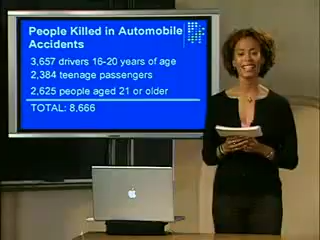 People Killed in Automobile
Accidents
3,657 drivers 16-20 years of age
2,384 teenage passengers
2,625 people aged 21 or older
TOTAL: 8,666